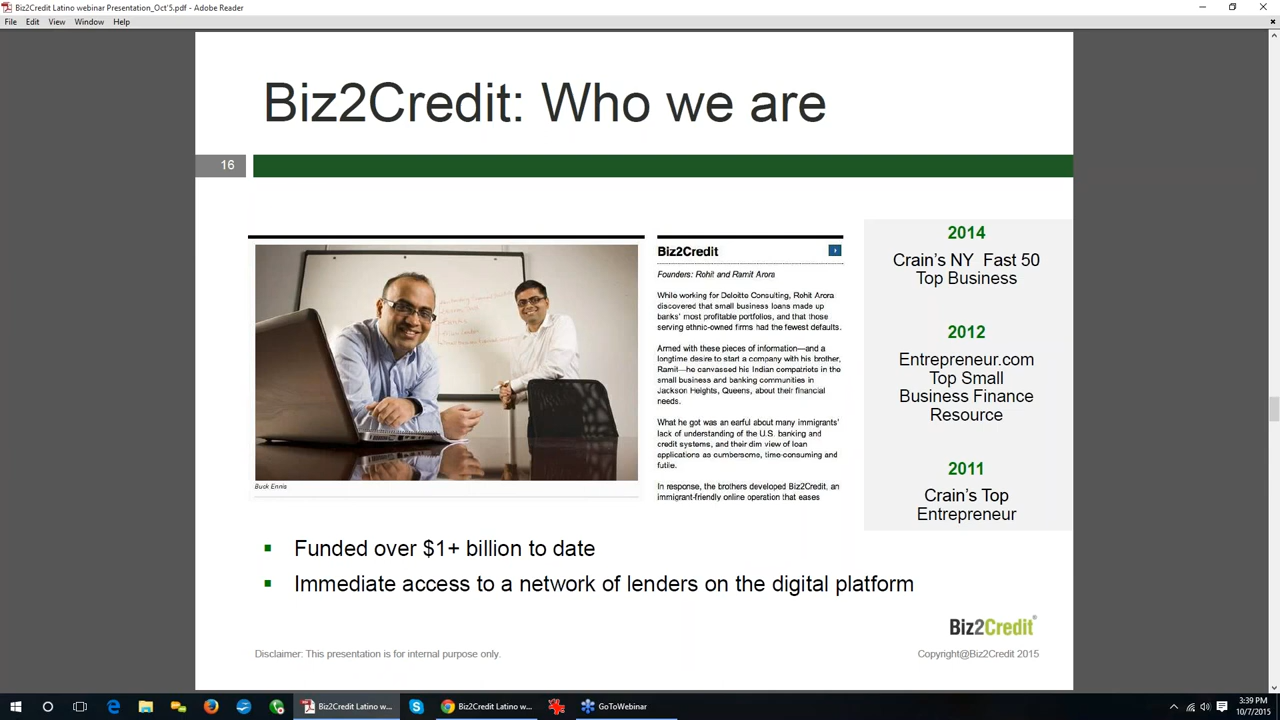 Biz2Credit Latino webinar Presentation_Oct'5.pdf - Adobe Reader
File Edit View Window Help
Biz2Credit: Who we are
16
Biz2Credit
Founders: Rohit and Ramit Arora
While working for Deloitte Consulting, Rohit Arora
discovered that small business loans made up
banks' most profitable portfolios, and that those
serving ethnic-owned firms had the fewest defaults.
Armed with these pieces of information—and a
longtime desire to start a company with his brother,
Ramit—he canvassed his Indian compatriots in the
small business and banking communities in
Jackson Heights, Queens, about their financial
needs.
What he got was an earful about many immigrants'
lack of understanding of the U.S. banking and
credit systems, and their dim view of loan
applications as cumbersome, time-consuming and
futile.
In response, the brothers developed Biz2Credit, an
immigrant-friendly online operation that eases
Buck Ennis
2014
Crain's NY Fast 50
Top Business
2012
Entrepreneur.com
Top Small
Business Finance
Resource
2011
Crain's Top
Entrepreneur
Funded over $1+ billion to date
Immediate access to a network of lenders on the digital platform
Biz2Credit®
Disclaimer: This presentation is for internal purpose only.
Copyright@Biz2Credit 2015
Biz2Credit Latino w...
Biz2Credit Latino w...
GoToWebinar
3:39 PM
10/7/2015